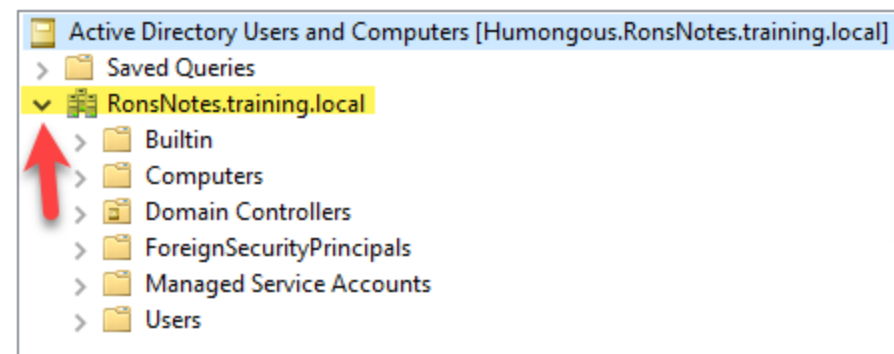 Active Directory Users and Computers [Humongous.RonsNotes.training.local]
Saved Queries
RonsNotes.training.local
Builtin
Computers
Domain Controllers
ForeignSecurityPrincipals
Managed Service Accounts
Users